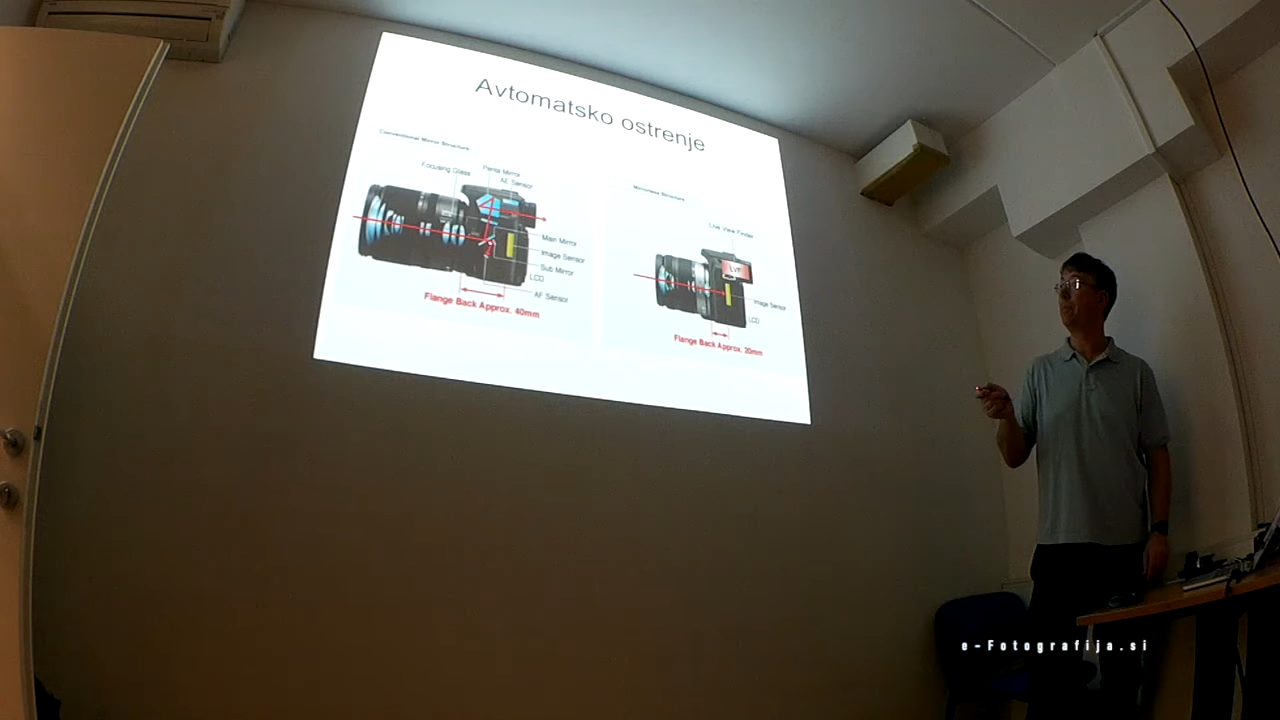 Avtomatsko ostrenje
Conventional Mirror Structure
Focusing Glass
Penta Mirror
AE Sensor
Main Mirror
Image Sensor
Sub Mirror
LCD
AF Sensor
Flange Back Approx. 40mm
Mirrorless Structure
Live View Finder
LVF
Image Sensor
LCD
Flange Back Approx. 20mm
e-Fotografija.si